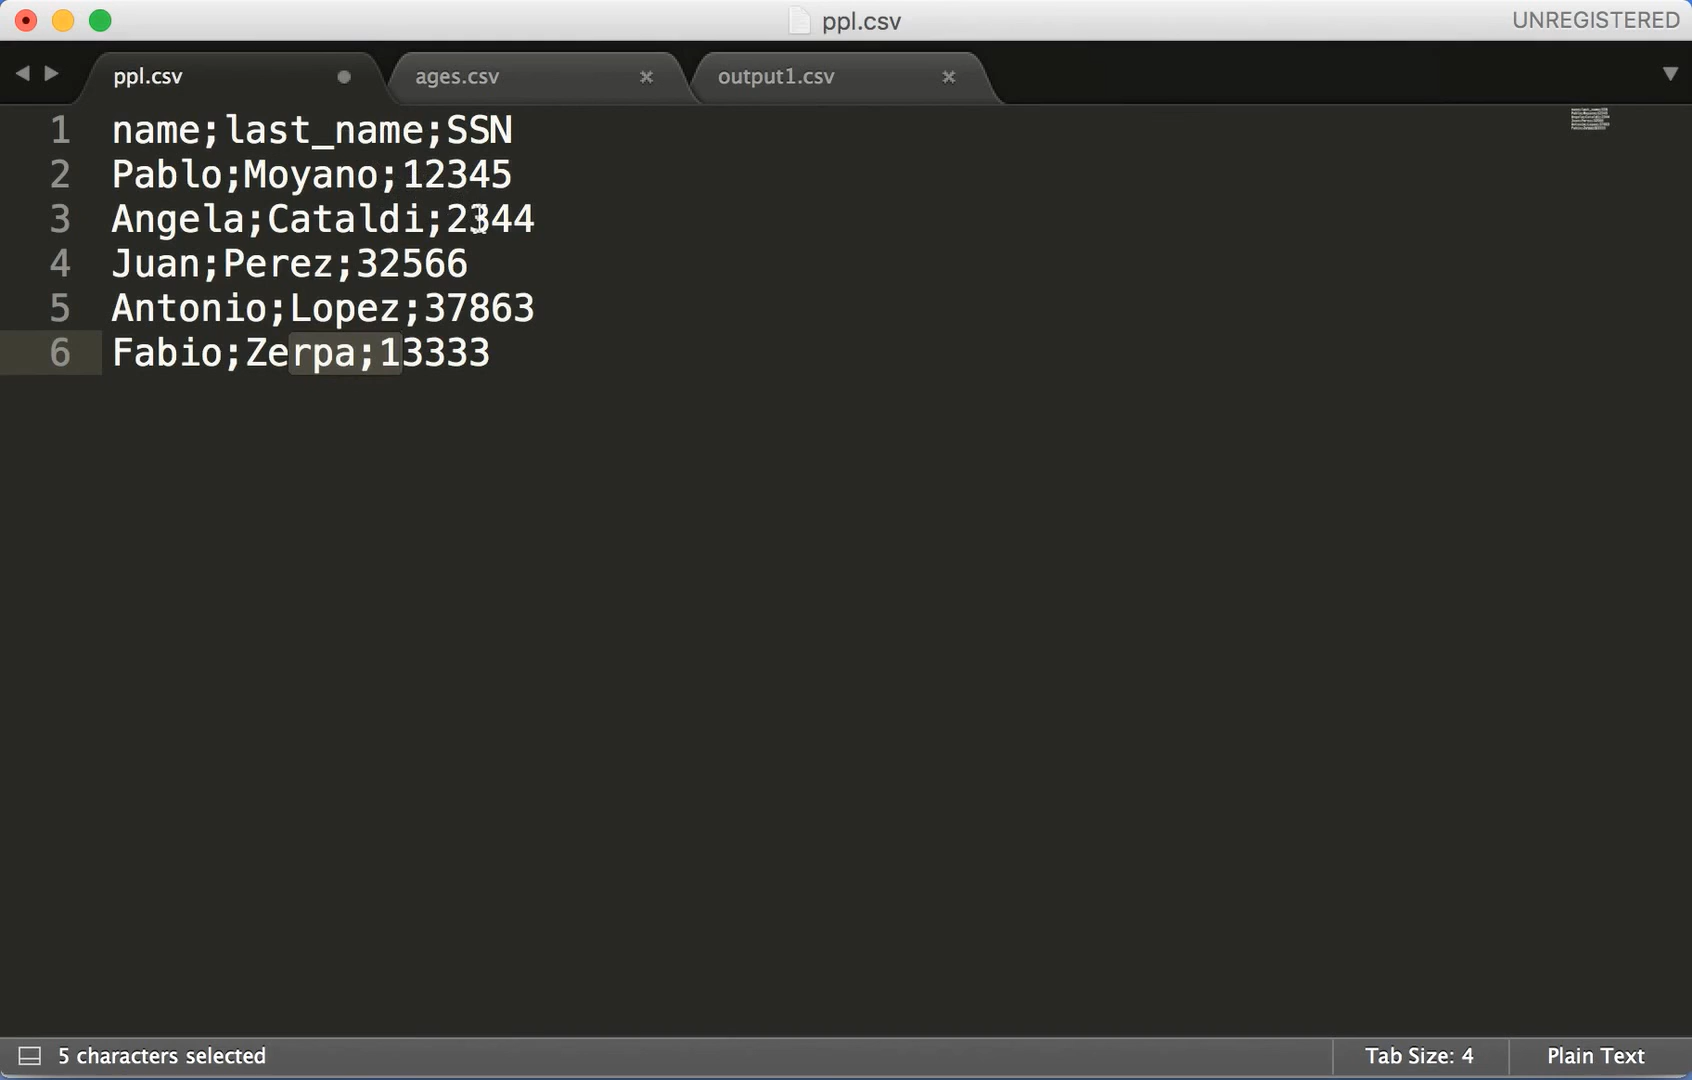 ppl.csv
UNREGISTERED
ppl.csv
ages.csv
output1.csv
1 name;last_name;SSN
2 Pablo;Moyano;12345
3 Angela;Cataldi;2344
4 Juan;Perez;32566
5 Antonio;Lopez;37863
6 Fabio;Zerpa;13333
5 characters selected
Tab Size: 4
Plain Text